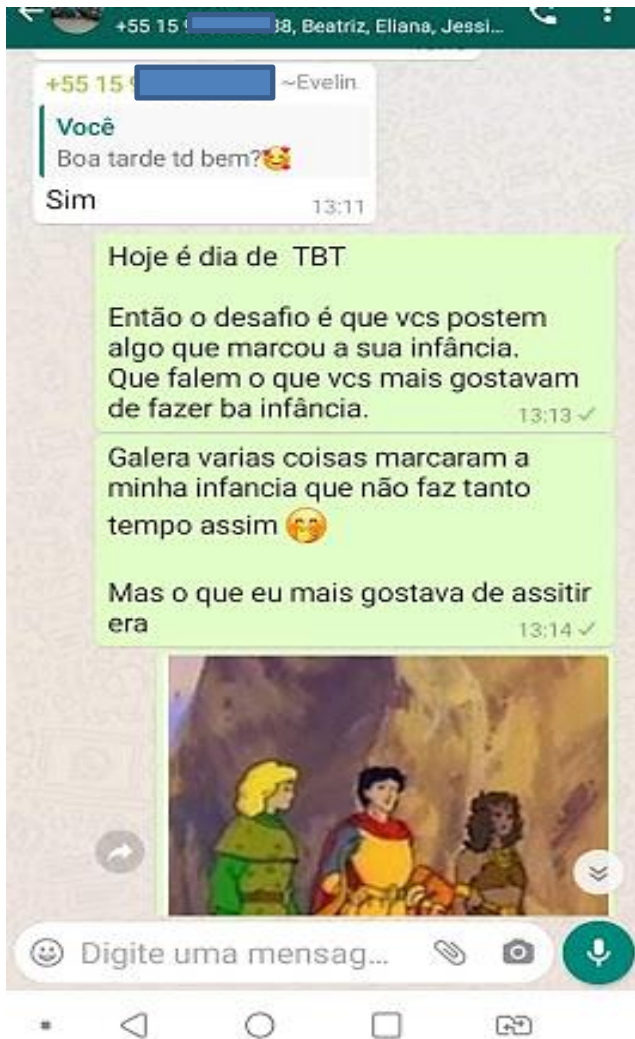 +55 15 38, Beatriz, Eliana, Jessi...
+55 15 9 ~Evelin
Você
Boa tarde td bem?🥰
Sim
13:11
Hoje é dia de TBT
Então o desafio é que vcs postem
algo que marcou a sua infância.
Que falem o que vcs mais gostavam
de fazer ba infância.
13:13
Galera varias coisas marcaram a
minha infancia que não faz tanto
tempo assim 🤭
Mas o que eu mais gostava de assitir
era
13:14
Digite uma mensag...